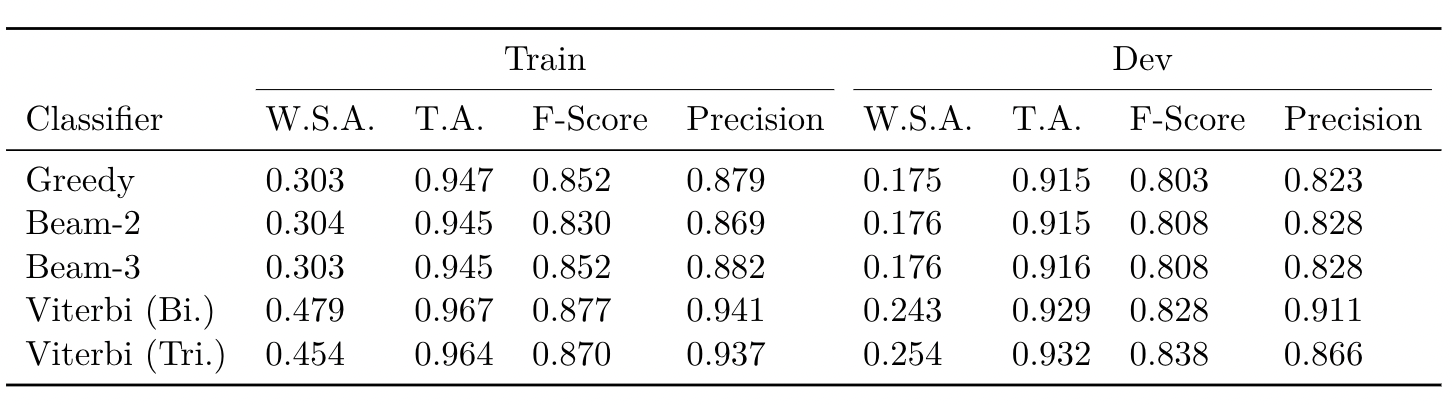 Train Dev
Classifier W.S.A. T.A. F-Score Precision W.S.A. T.A. F-Score Precision
Greedy 0.303 0.947 0.852 0.879 0.175 0.915 0.803 0.823
Beam-2 0.304 0.945 0.830 0.869 0.176 0.915 0.808 0.828
Beam-3 0.303 0.945 0.852 0.882 0.176 0.916 0.808 0.828
Viterbi (Bi.) 0.479 0.967 0.877 0.941 0.243 0.929 0.828 0.911
Viterbi (Tri.) 0.454 0.964 0.870 0.937 0.254 0.932 0.838 0.866